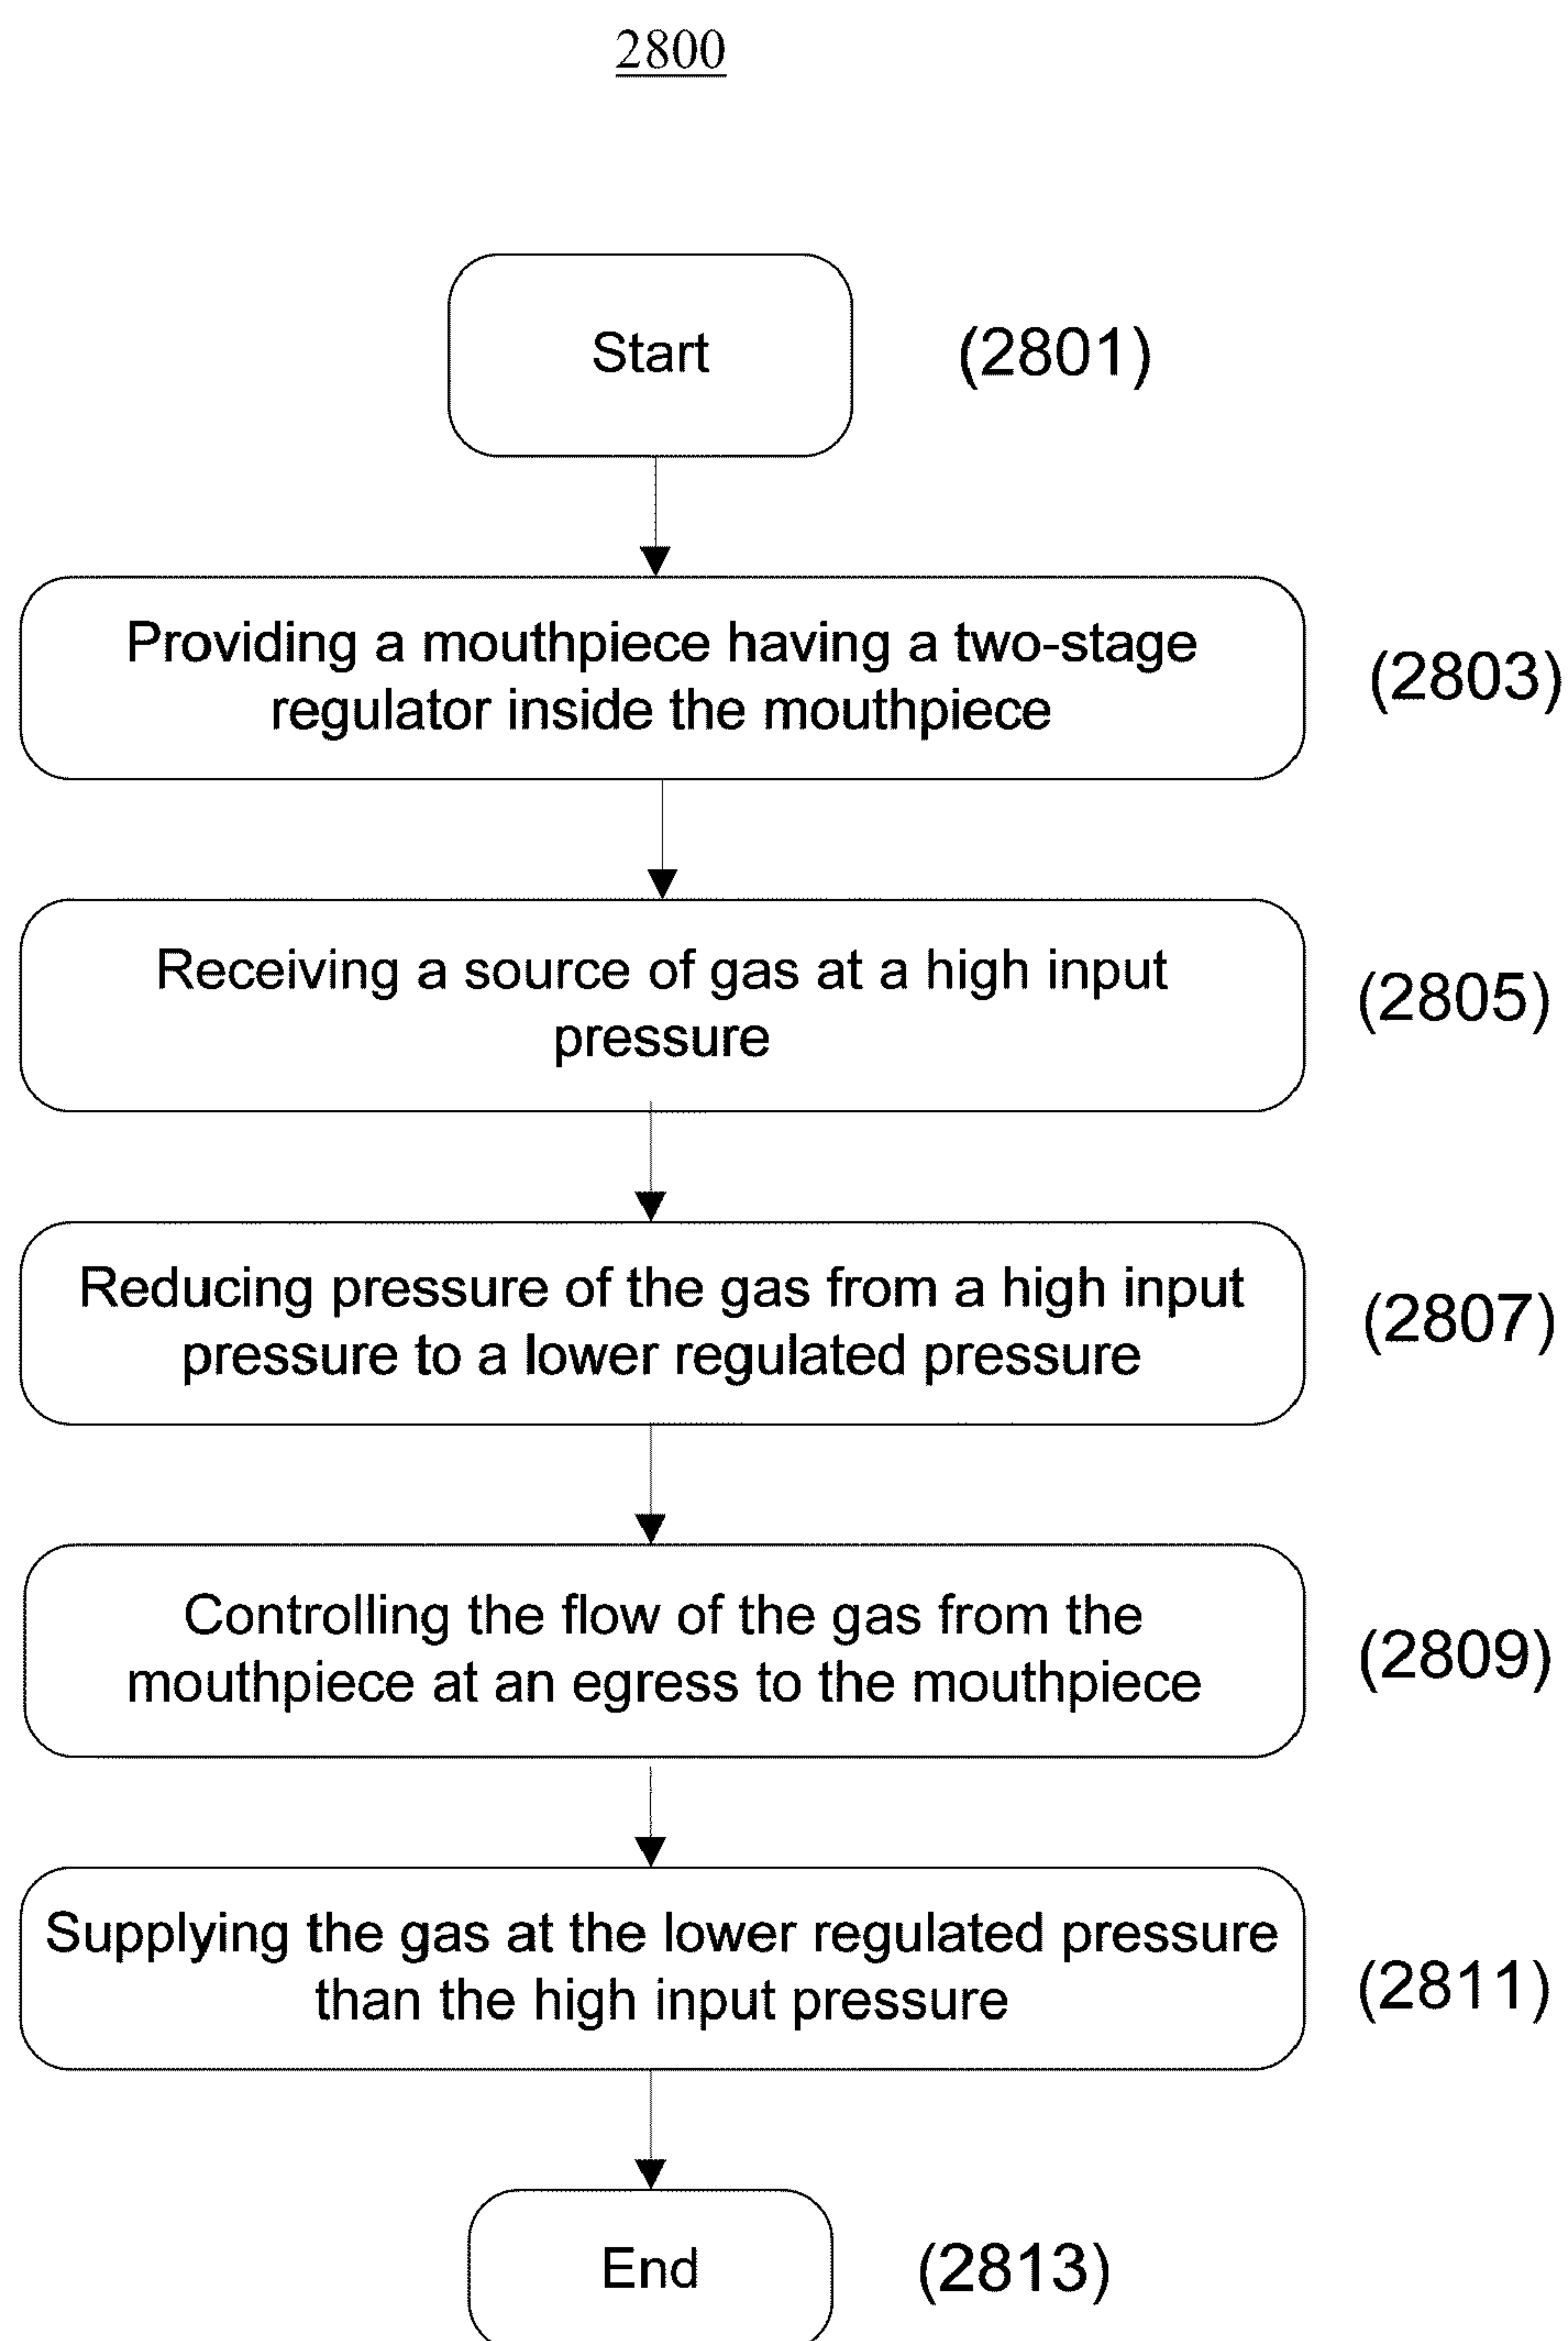 2800
Start
(2801)
Providing a mouthpiece having a two-stage
regulator inside the mouthpiece
(2803)
Receiving a source of gas at a high input
pressure
(2805)
Reducing pressure of the gas from a high input
pressure to a lower regulated pressure
(2807)
Controlling the flow of the gas from the
mouthpiece at an egress to the mouthpiece
(2809)
Supplying the gas at the lower regulated pressure
than the high input pressure
(2811)
End
(2813)